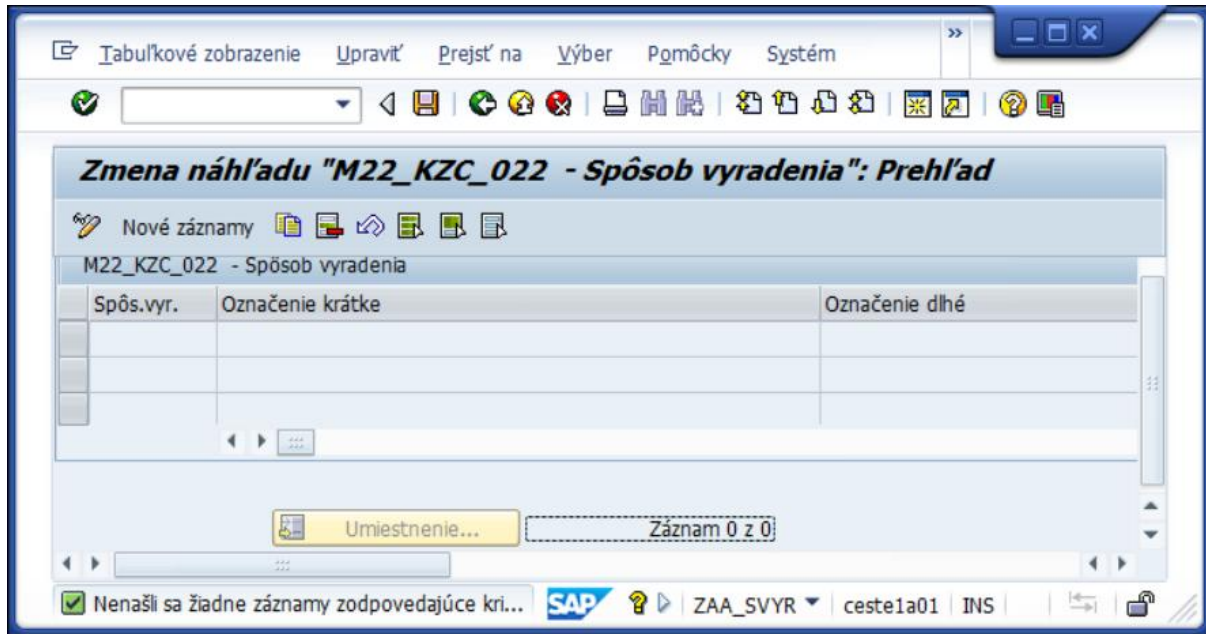 Tabuľkové zobrazenie Upraviť Prejsť na Výber Pomôcky Systém »
Zmena náhľadu "M22_KZC_022 - Spôsob vyradenia": Prehľad
Nové záznamy
M22_KZC_022 - Spôsob vyradenia
Spôs.vyr. Označenie krátke Označenie dlhé
Umiestnenie... Záznam 0 z 0
Nenašli sa žiadne záznamy zodpovedajúce kri... SAP ZAA_SVYR ceste1a01 INS